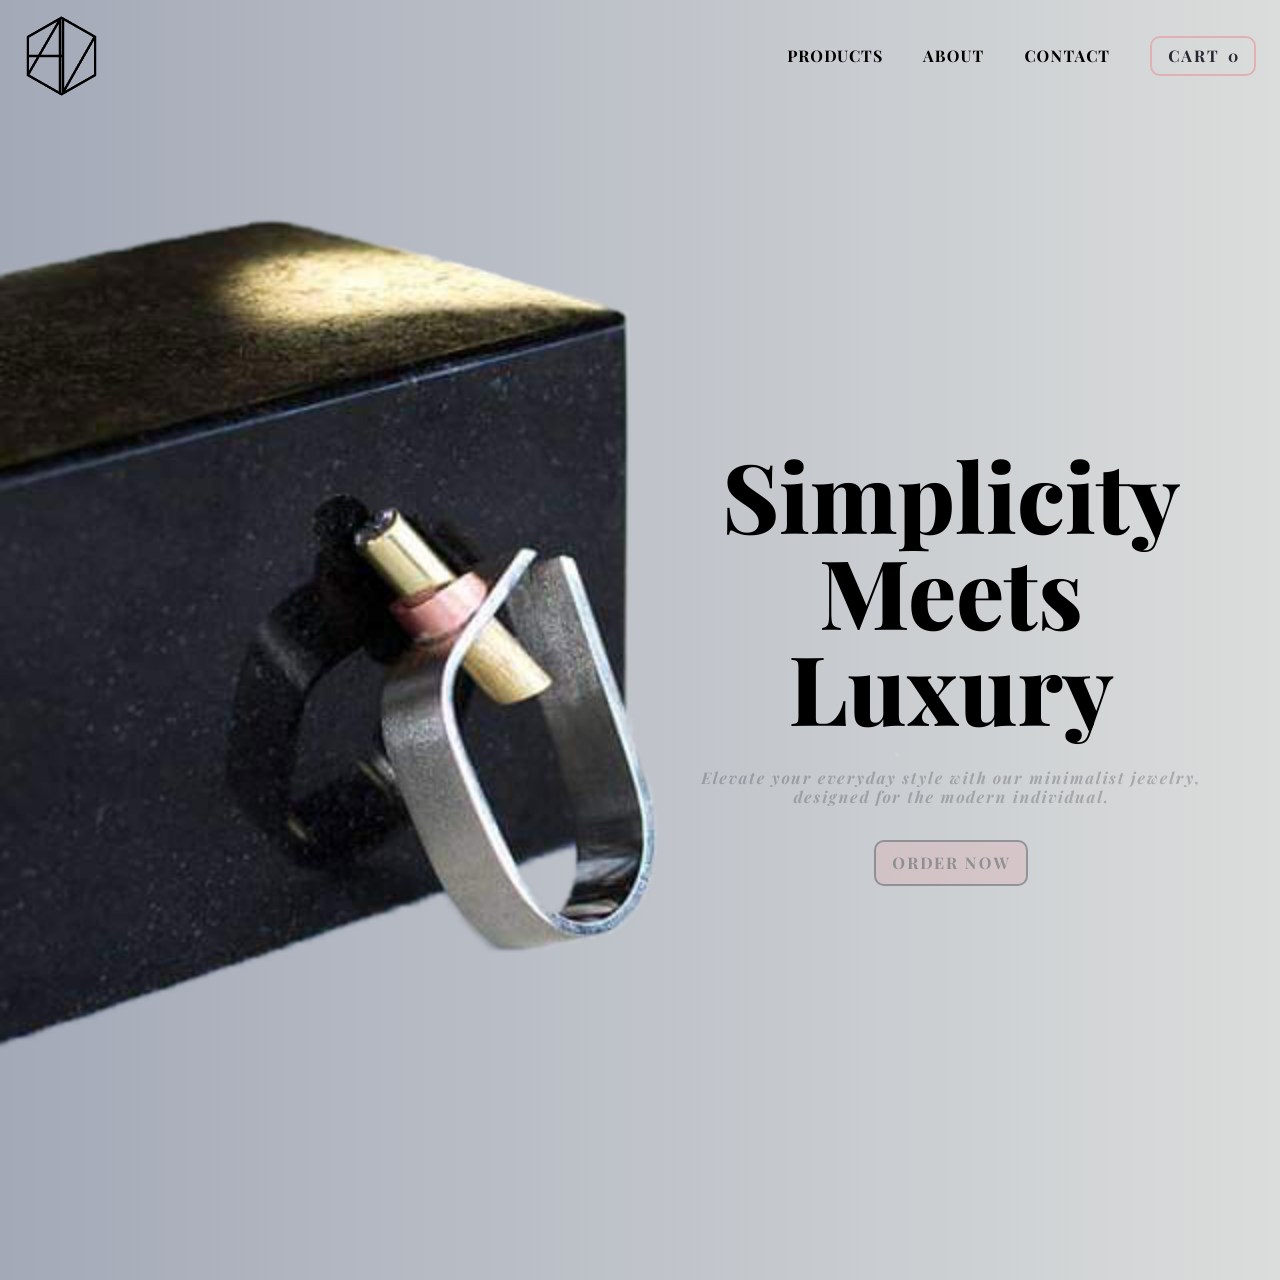 AV
PRODUCTS ABOUT CONTACT CART 0
Simplicity
Meets
Luxury
Elevate your everyday style with our minimalist jewelry,
designed for the modern individual.
ORDER NOW